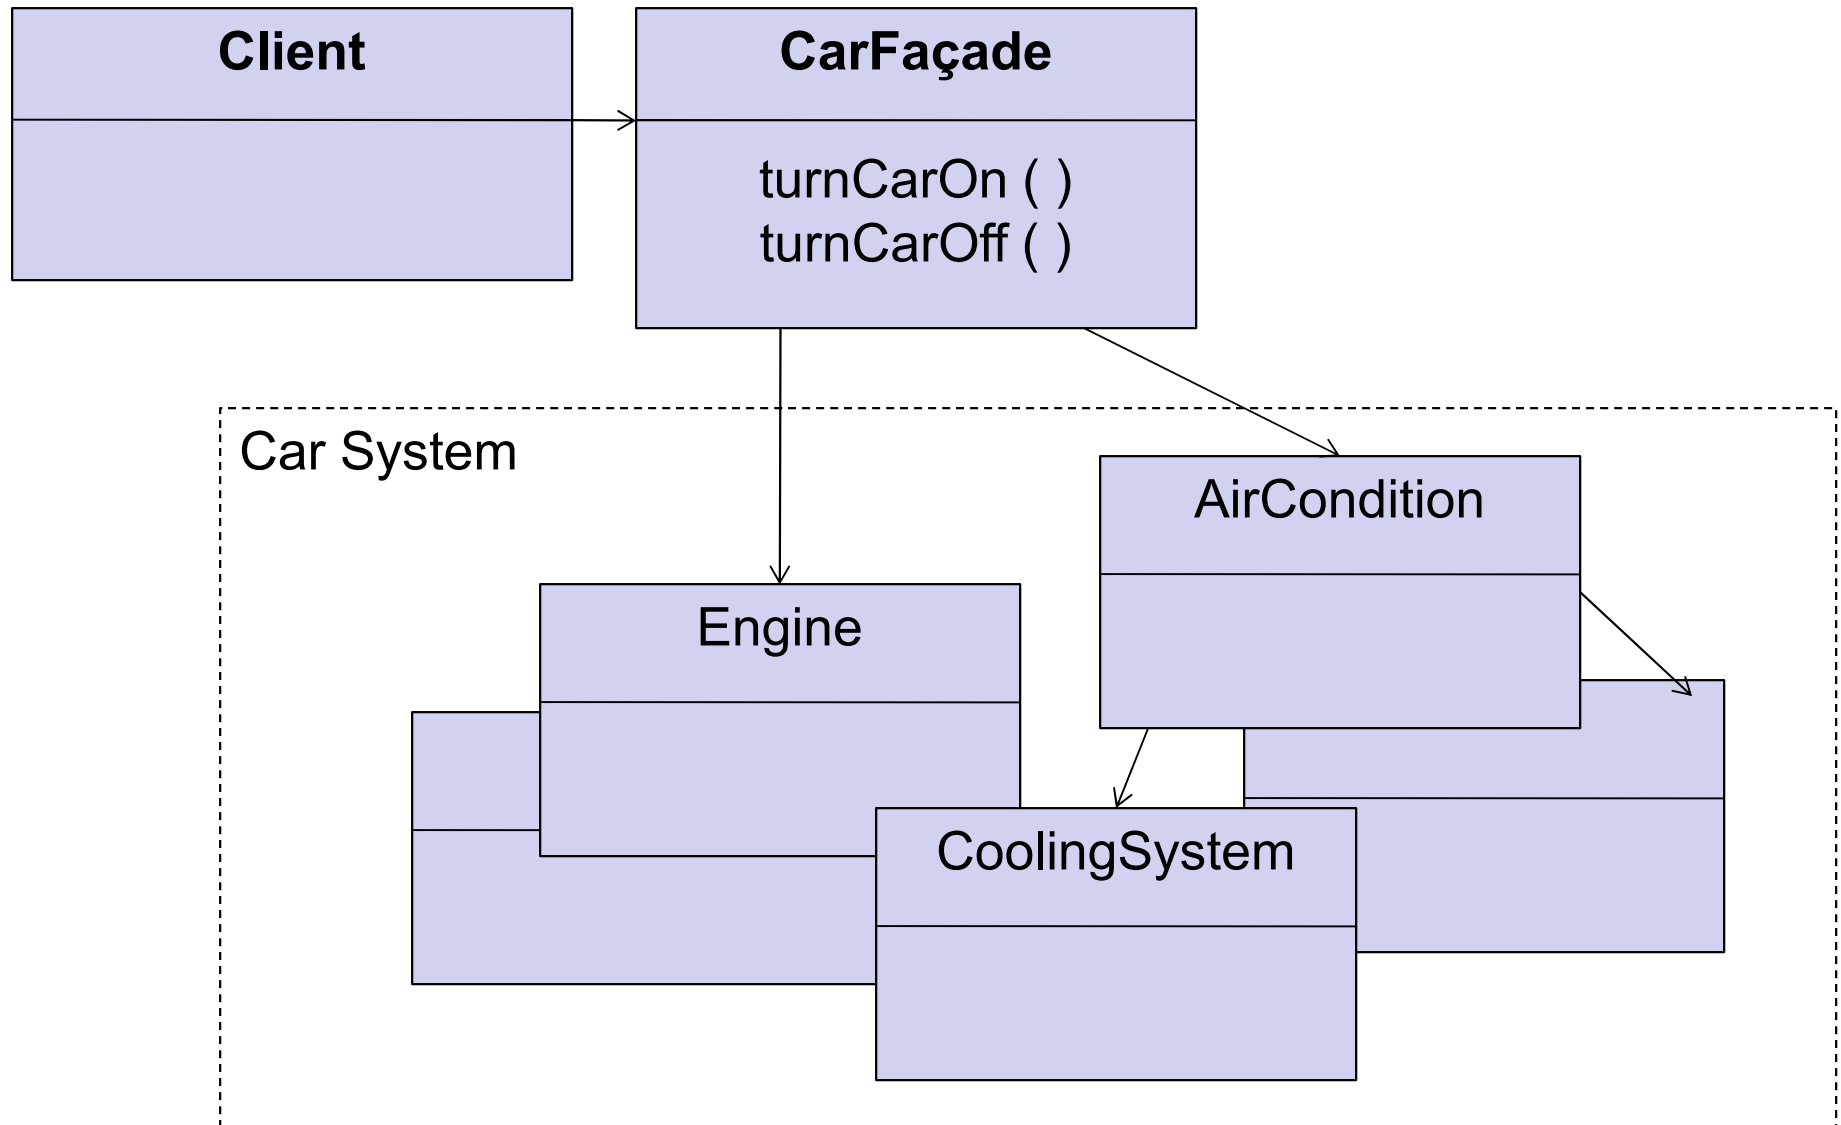 Client
CarFaçade
turnCarOn ( )
turnCarOff ( )
Car System
AirCondition
Engine
CoolingSystem